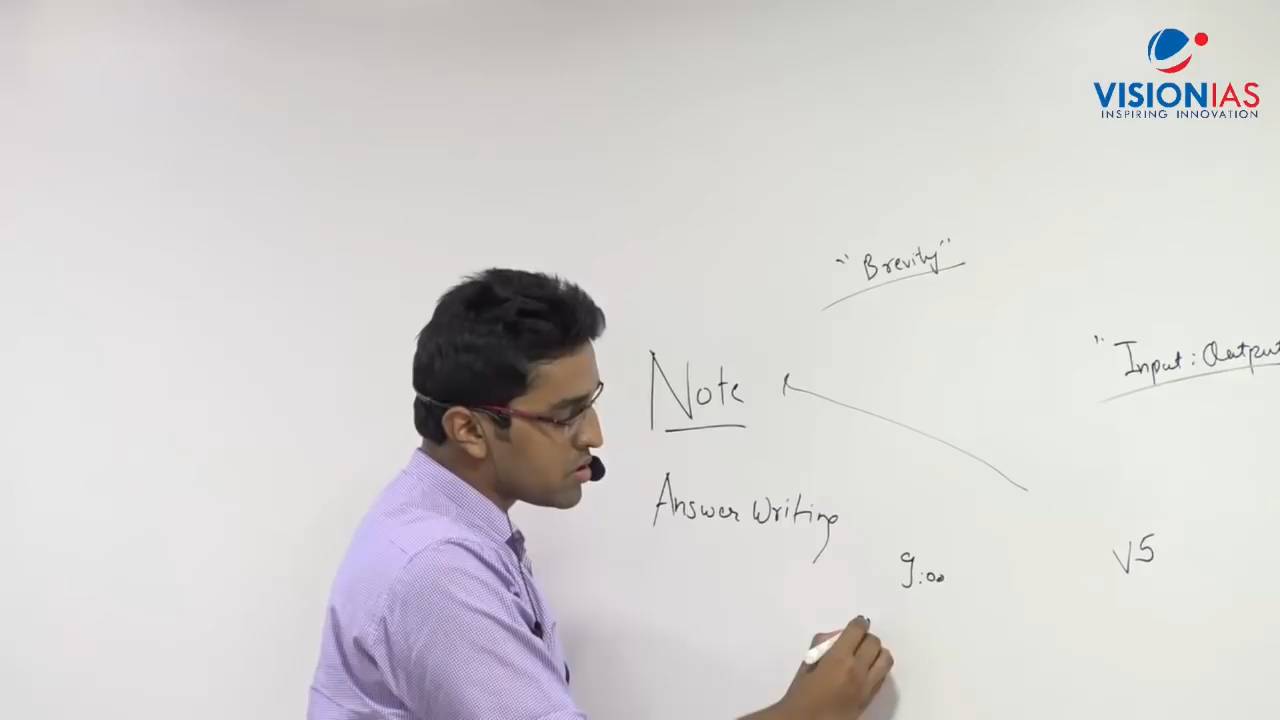 VISIONIAS
INSPIRING INNOVATION
"Brevity"
"Input: Output
Note
Answer Writing
9:00
VS